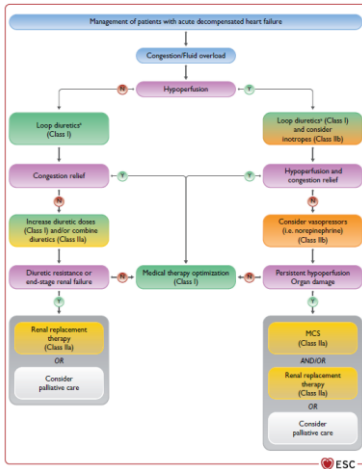 Management of patients with acute decompensated heart failure
Congestion/Fluid overload
N
Hypoperfusion
Y
Loop diureticsᵃ
(Class I)
Loop diureticsᵃ (Class I)
and consider
inotropes (Class IIb)
Congestion relief
Y
Y
Hypoperfusion and
congestion relief
N
N
Increase diuretic doses
(Class I) and/or combine
diuretics (Class IIa)
Consider vasopressors
(i.e. norepinephrine)
(Class IIb)
Diuretic resistance or
end-stage renal failure
N
Medical therapy optimization
(Class I)
N
Persistent hypoperfusion
Organ damage
Y
Y
Renal replacement
therapy
(Class IIa)
OR
Consider
palliative care
MCS
(Class IIa)
AND/OR
Renal replacement
therapy
(Class IIa)
OR
Consider
palliative care
ESC